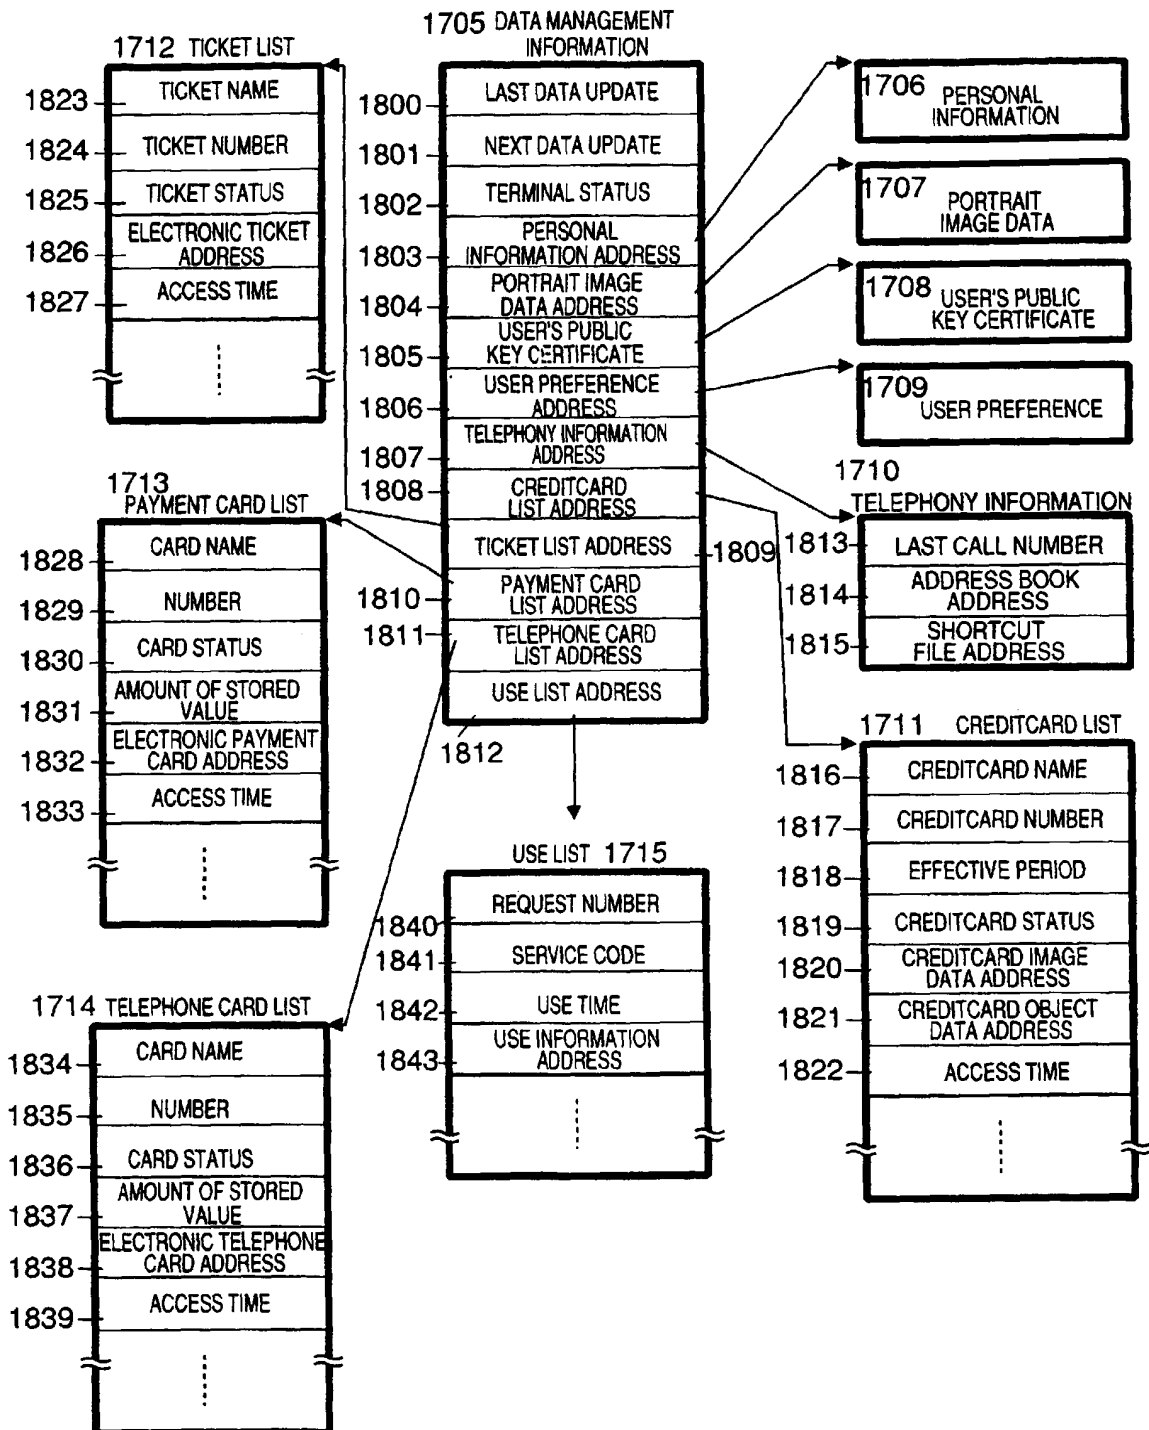 1705 DATA MANAGEMENT
INFORMATION
1800 LAST DATA UPDATE
1801 NEXT DATA UPDATE
1802 TERMINAL STATUS
1803 PERSONAL
INFORMATION ADDRESS
1804 PORTRAIT IMAGE
DATA ADDRESS
1805 USER'S PUBLIC
KEY CERTIFICATE
1806 USER PREFERENCE
ADDRESS
1807 TELEPHONY INFORMATION
ADDRESS
1808 CREDITCARD
LIST ADDRESS
TICKET LIST ADDRESS 1809
1810 PAYMENT CARD
LIST ADDRESS
1811 TELEPHONE CARD
LIST ADDRESS
USE LIST ADDRESS
1812
1712 TICKET LIST
1823 TICKET NAME
1824 TICKET NUMBER
1825 TICKET STATUS
1826 ELECTRONIC TICKET
ADDRESS
1827 ACCESS TIME
1713
PAYMENT CARD LIST
1828 CARD NAME
1829 NUMBER
1830 CARD STATUS
1831 AMOUNT OF STORED
VALUE
1832 ELECTRONIC PAYMENT
CARD ADDRESS
1833 ACCESS TIME
1714 TELEPHONE CARD LIST
1834 CARD NAME
1835 NUMBER
1836 CARD STATUS
1837 AMOUNT OF STORED
VALUE
1838 ELECTRONIC TELEPHONE
CARD ADDRESS
1839 ACCESS TIME
USE LIST 1715
1840 REQUEST NUMBER
1841 SERVICE CODE
1842 USE TIME
1843 USE INFORMATION
ADDRESS
1706 PERSONAL
INFORMATION
1707 PORTRAIT
IMAGE DATA
1708 USER'S PUBLIC
KEY CERTIFICATE
1709 USER PREFERENCE
1710
TELEPHONY INFORMATION
1813 LAST CALL NUMBER
1814 ADDRESS BOOK
ADDRESS
1815 SHORTCUT
FILE ADDRESS
1711 CREDITCARD LIST
1816 CREDITCARD NAME
1817 CREDITCARD NUMBER
1818 EFFECTIVE PERIOD
1819 CREDITCARD STATUS
1820 CREDITCARD IMAGE
DATA ADDRESS
1821 CREDITCARD OBJECT
DATA ADDRESS
1822 ACCESS TIME